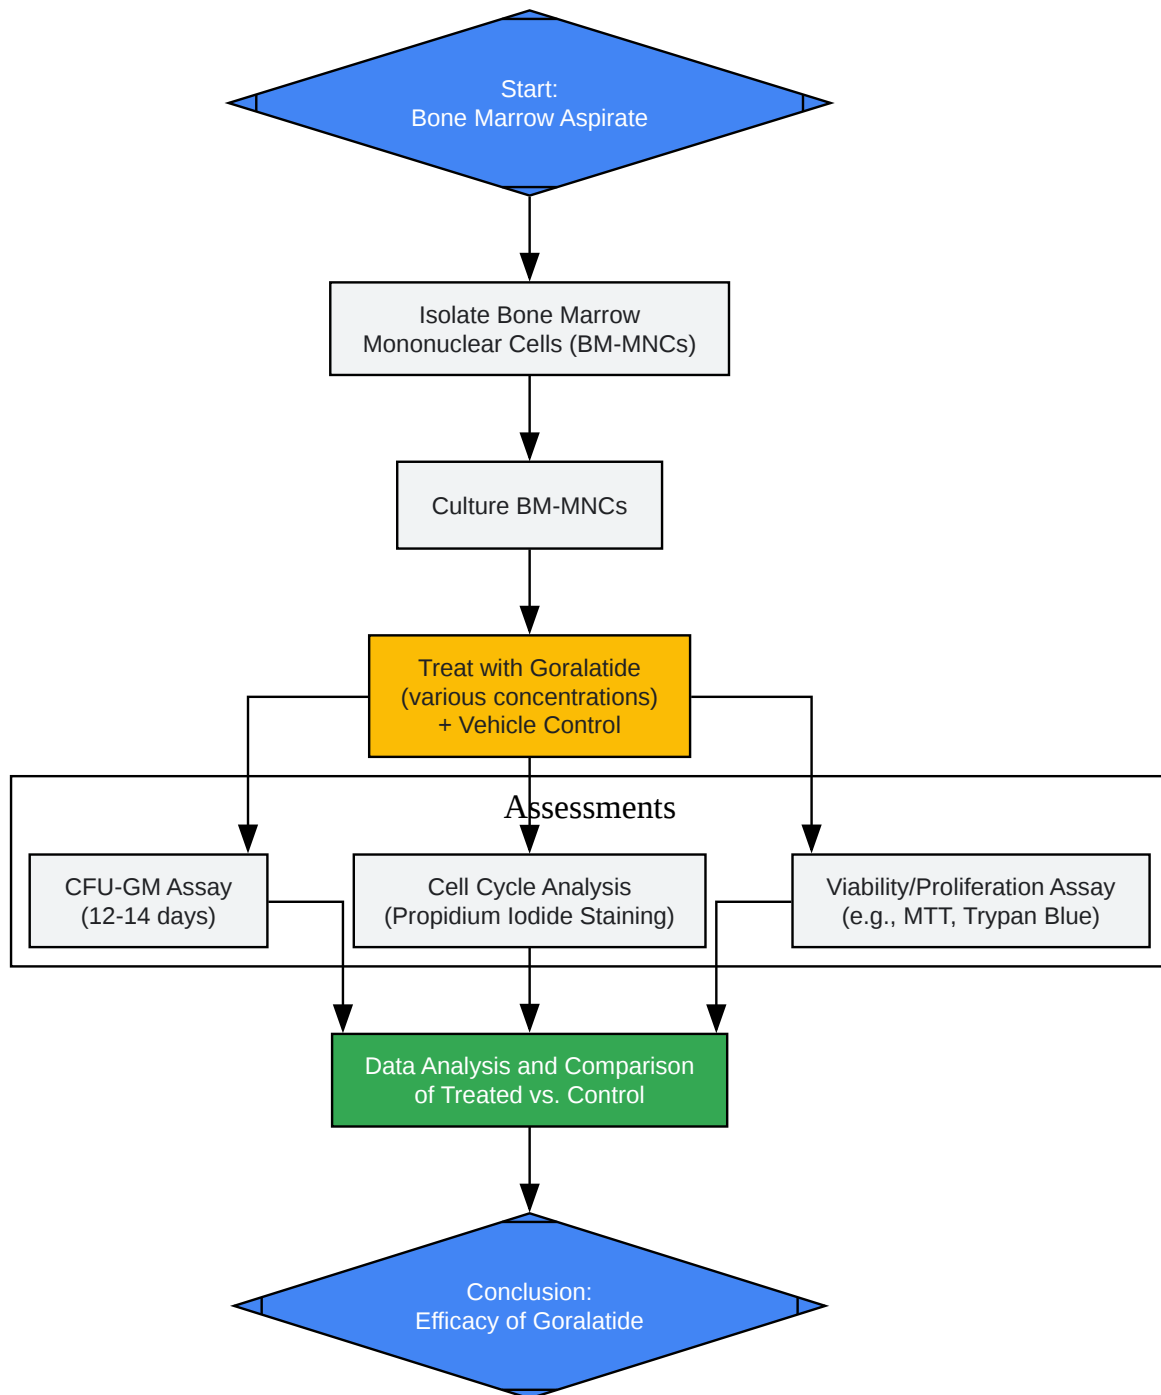 Start:
Bone Marrow Aspirate
Isolate Bone Marrow
Mononuclear Cells (BM-MNCs)
Culture BM-MNCs
Treat with Goralatide
(various concentrations)
+ Vehicle Control
Assessments
CFU-GM Assay
(12-14 days)
Cell Cycle Analysis
(Propidium Iodide Staining)
Viability/Proliferation Assay
(e.g., MTT, Trypan Blue)
Data Analysis and Comparison
of Treated vs. Control
Conclusion:
Efficacy of Goralatide